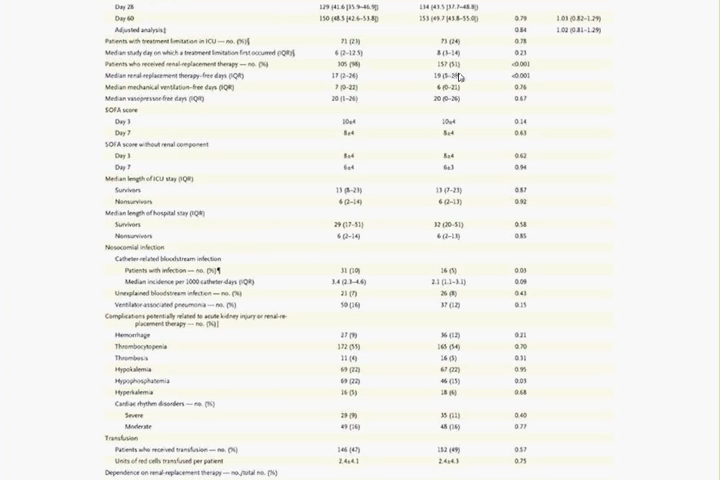 Day 28 129 (41.6 [35.9–46.9]) 134 (43.5 [37.7–48.8])
Day 60 150 (48.5 [42.6–53.8]) 153 (49.7 [43.8–55.0]) 0.79 1.03 (0.82–1.29)
Adjusted analysis‡ 0.84 1.02 (0.81–1.29)
Patients with treatment limitation in ICU — no. (%)§ 71 (23) 73 (24) 0.78
Median study day on which a treatment limitation first occurred (IQR)§ 6 (2–12.5) 8 (3–14) 0.23
Patients who received renal-replacement therapy — no. (%) 305 (98) 157 (51) <0.001
Median renal-replacement therapy–free days (IQR) 17 (2–26) 19 (5–29) <0.001
Median mechanical ventilation–free days (IQR) 7 (0–22) 6 (0–21) 0.76
Median vasopressor-free days (IQR) 20 (1–26) 20 (0–26) 0.67
SOFA score
Day 3 10±4 10±4 0.14
Day 7 8±4 8±4 0.63
SOFA score without renal component
Day 3 8±4 8±4 0.62
Day 7 6±4 6±3 0.94
Median length of ICU stay (IQR)
Survivors 13 (8–23) 13 (7–23) 0.87
Nonsurvivors 6 (2–14) 6 (2–13) 0.92
Median length of hospital stay (IQR)
Survivors 29 (17–51) 32 (20–51) 0.58
Nonsurvivors 6 (2–14) 6 (2–13) 0.85
Nosocomial infection
Catheter-related bloodstream infection
Patients with infection — no. (%)¶ 31 (10) 16 (5) 0.03
Median incidence per 1000 catheter-days (IQR) 3.4 (2.3–4.6) 2.1 (1.1–3.1) 0.09
Unexplained bloodstream infection — no. (%) 21 (7) 26 (8) 0.43
Ventilator-associated pneumonia — no. (%) 50 (16) 37 (12) 0.15
Complications potentially related to acute kidney injury or renal-re-
placement therapy — no. (%)‖
Hemorrhage 27 (9) 36 (12) 0.21
Thrombocytopenia 172 (55) 165 (54) 0.70
Thrombosis 11 (4) 16 (5) 0.31
Hypokalemia 69 (22) 67 (22) 0.95
Hypophosphatemia 69 (22) 46 (15) 0.03
Hyperkalemia 16 (5) 18 (6) 0.68
Cardiac rhythm disorders — no. (%)
Severe 29 (9) 35 (11) 0.40
Moderate 49 (16) 48 (16) 0.77
Transfusion
Patients who received transfusion — no. (%) 146 (47) 152 (49) 0.57
Units of red cells transfused per patient 2.4±4.1 2.4±4.3 0.75
Dependence on renal-replacement therapy — no./total no. (%)